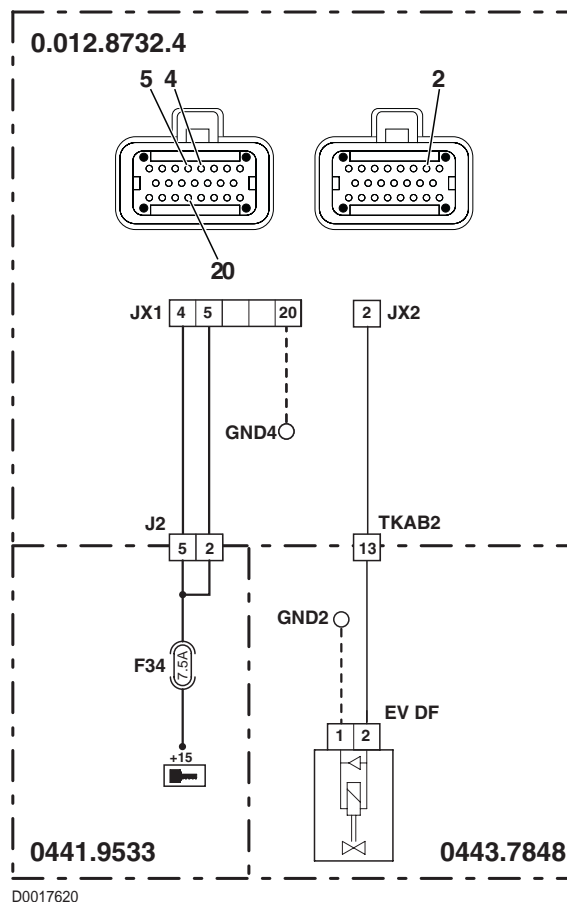 0.012.8732.4
5 4 2
20
JX1 4 5 20 2 JX2
GND4
J2 TKAB2
5 2 13
GND2
F34 7.5A
EV DF
+15 1 2
0441.9533 0443.7848
D0017620